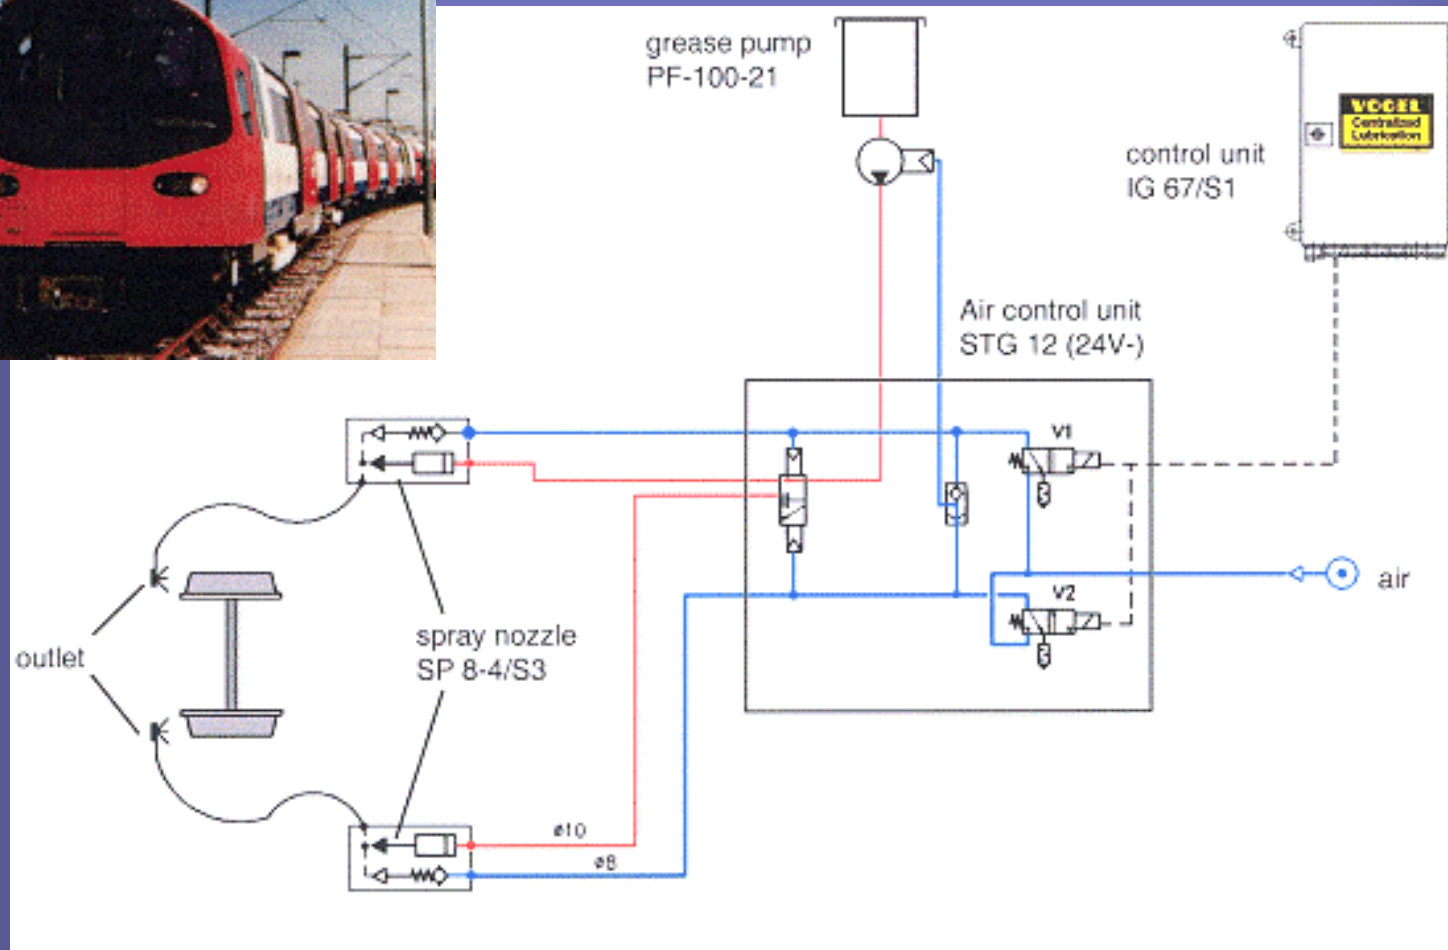 grease pump
PF-100-21
VOGEL
Centralized
Lubrication
control unit
IG 67/S1
Air control unit
STG 12 (24V-)
V1
air
V2
spray nozzle
SP 8-4/S3
outlet
ø10
ø8